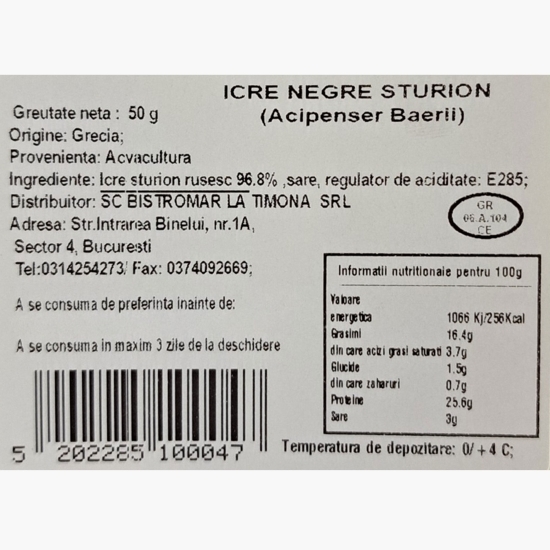 ICRE NEGRE STURION
(Acipenser Baerii)
Greutate neta : 50 g
Origine: Grecia;
Provenienta: Acvacultura
Ingrediente: Icre sturion rusesc 96.8% ,sare, regulator de aciditate: E285;
Distribuitor: SC BISTROMAR LA TIMONA SRL
Adresa: Str.Intrarea Binelui, nr.1A,
Sector 4, Bucuresti
Tel:0314254273/ Fax: 0374092669;
GR
06.A.104
CE
A se consuma de preferinta inainte de:
A se consuma in maxim 3 zile de la deschidere
Informatii nutritionale pentru 100g
Valoare
energetica 1066 Kj/256Kcal
Grasimi 16.4g
din care acizi grasi saturati 3.7g
Glucide 1.5g
din care zaharuri 0.7g
Proteine 25.6g
Sare 3g
5 202285 100047
Temperatura de depozitare: 0/ +4 C;